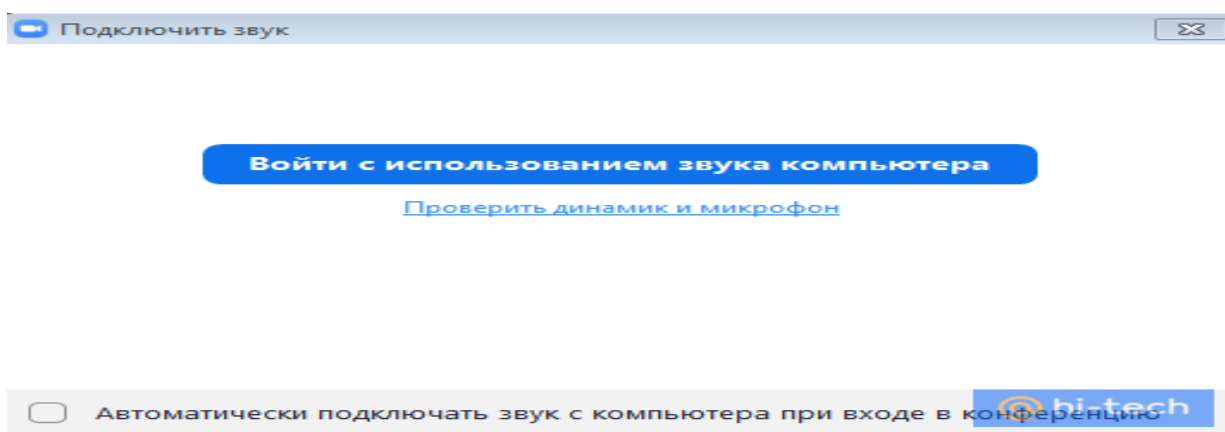 Подключить звук
Войти с использованием звука компьютера
Проверить динамик и микрофон
Автоматически подключать звук с компьютера при входе в конференцию
hi-tech